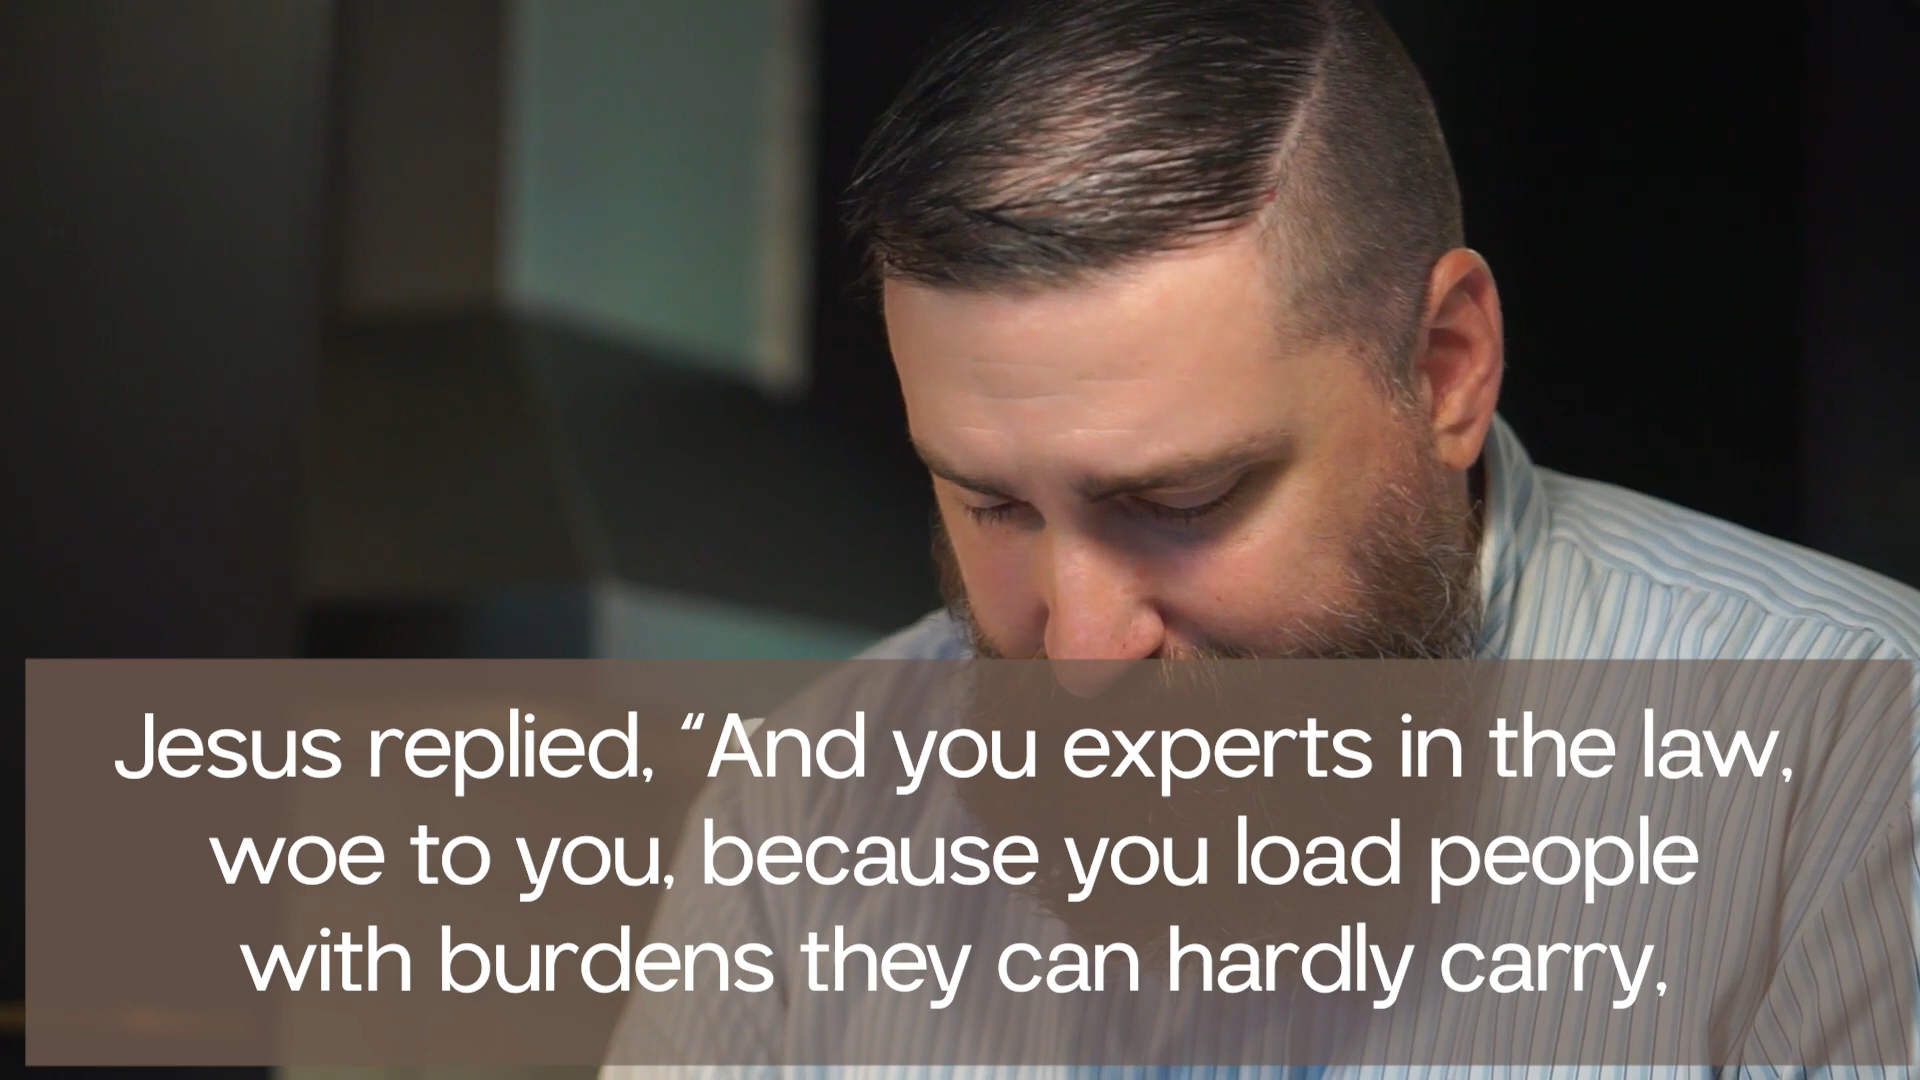 Jesus replied, “And you experts in the law,
woe to you, because you load people
with burdens they can hardly carry,